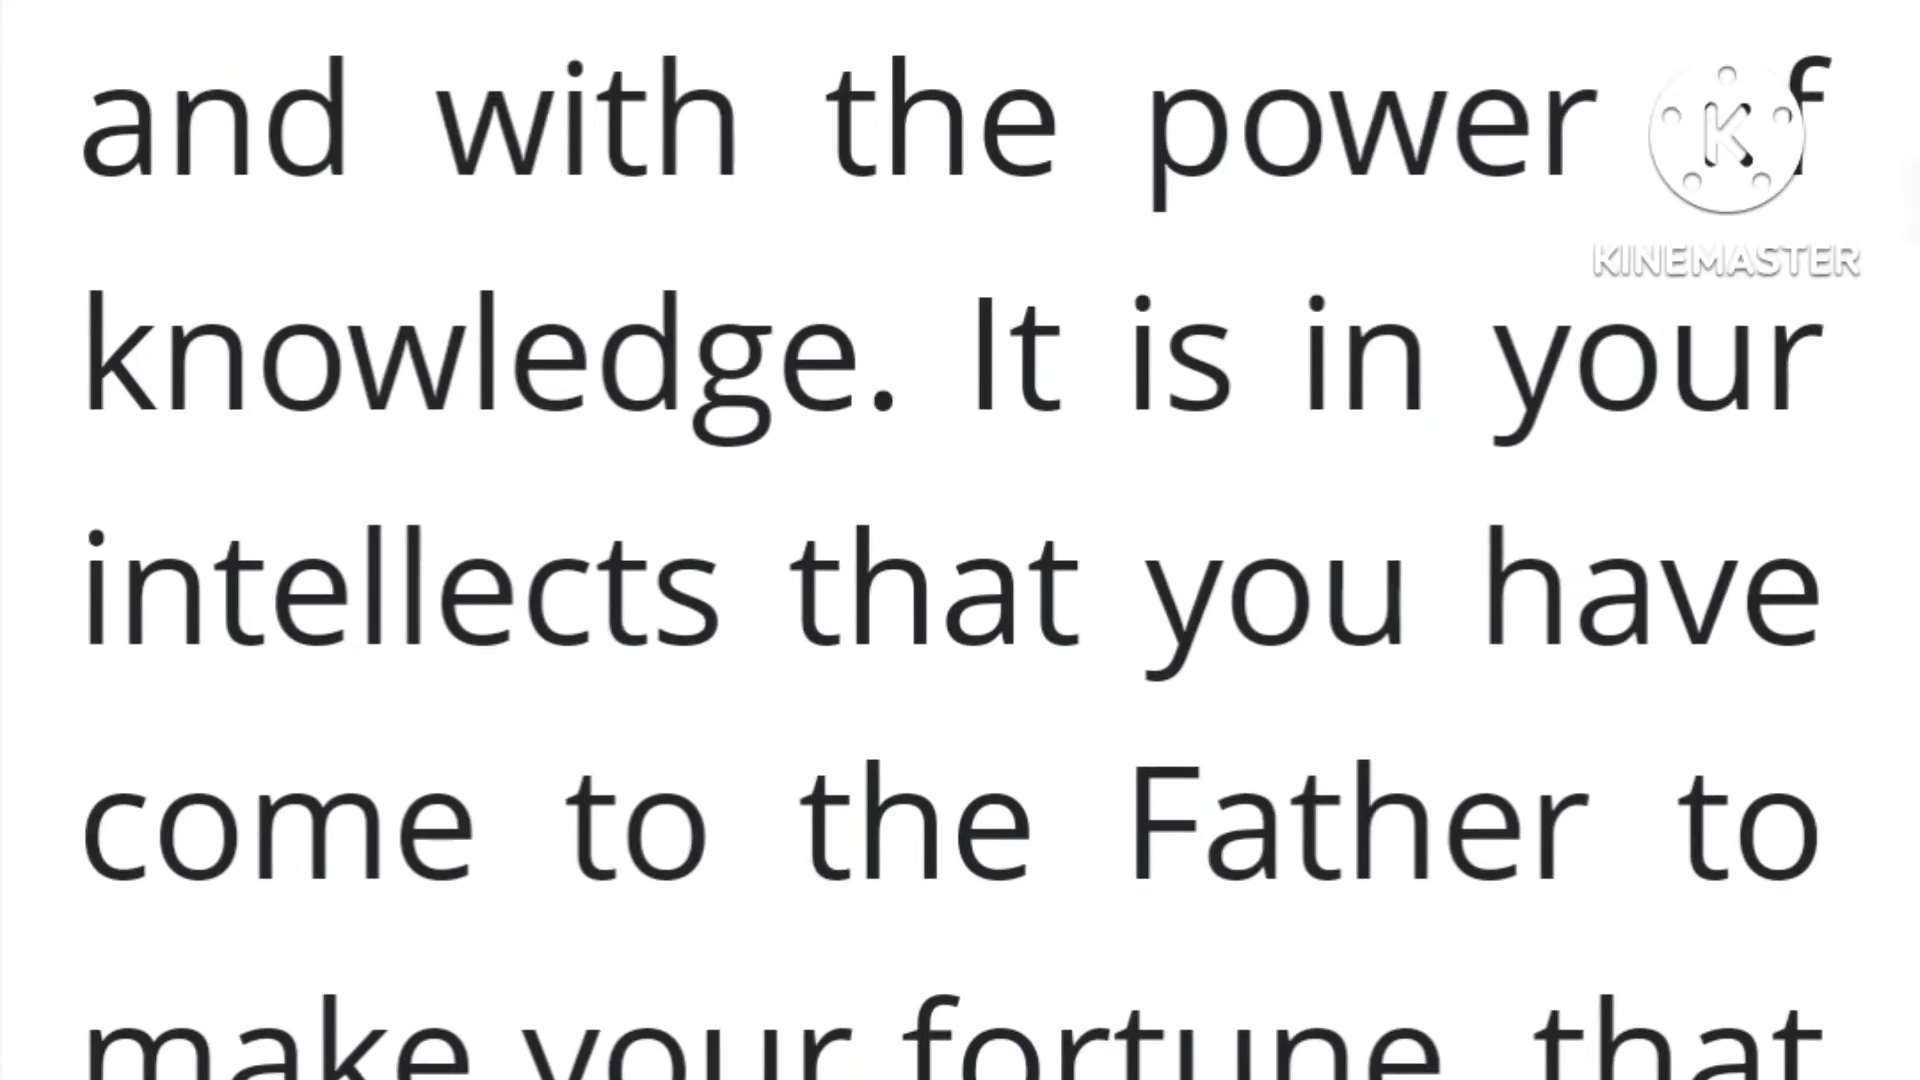 and with the power f
K
KINEMASTER
knowledge. It is in your
intellects that you have
come to the Father to
make your fortune, that